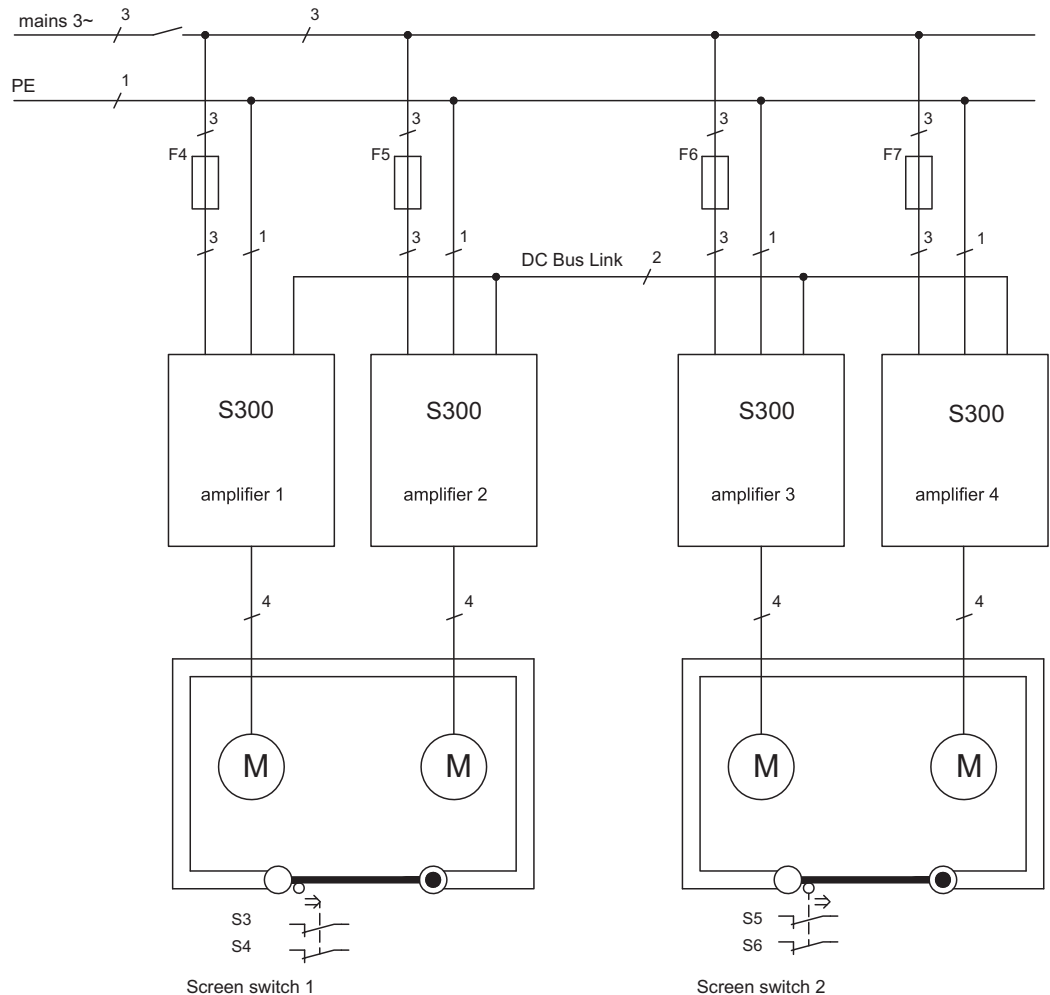 mains 3~ 3 3
PE 1
3 3 3 3
F4 F5 F6 F7
3 1 3 1 3 1 3 1
DC Bus Link 2
S300 S300 S300 S300
amplifier 1 amplifier 2 amplifier 3 amplifier 4
4 4 4 4
M M M M
S3 S5
S4 S6
Screen switch 1 Screen switch 2